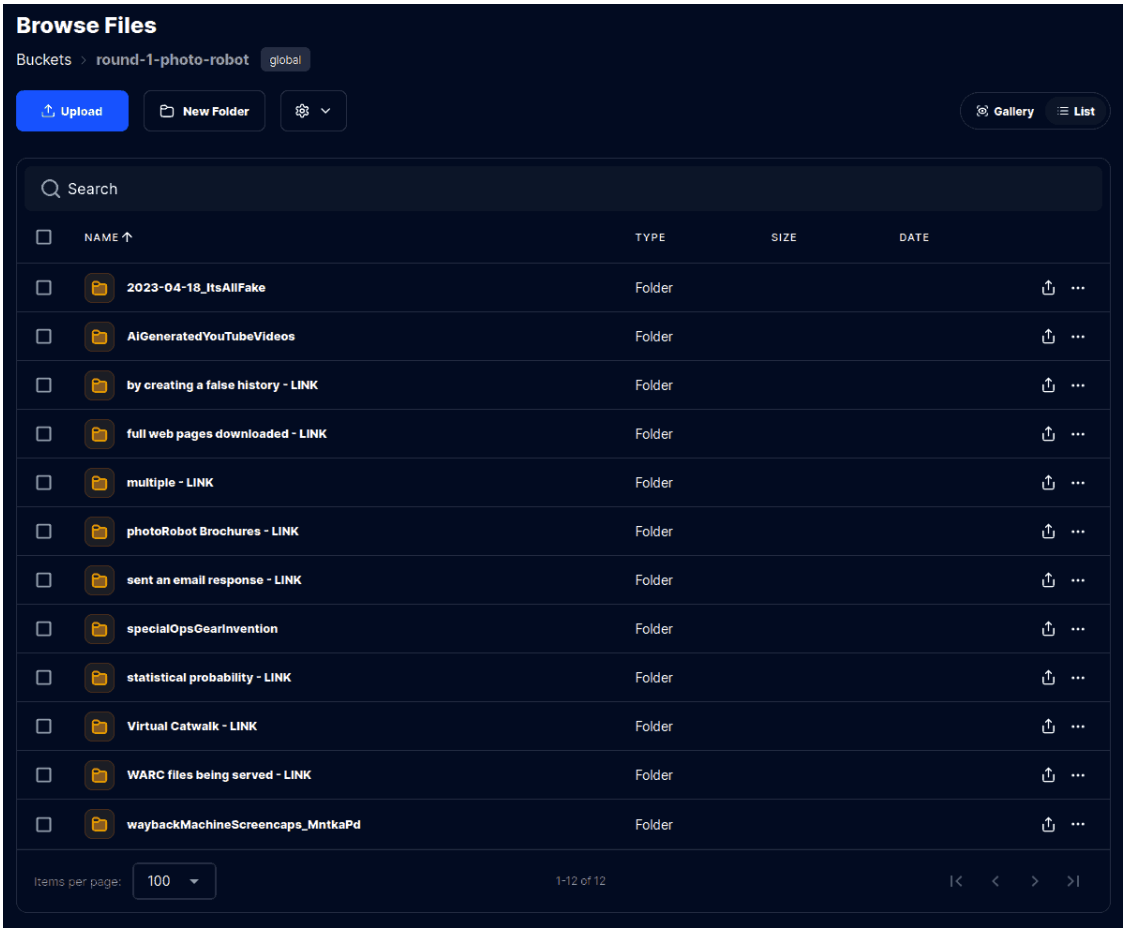 Browse Files
Buckets > round-1-photo-robot global
Upload New Folder Gallery List
Search
NAME TYPE SIZE DATE
2023-04-18_ItsAllFake Folder
AiGeneratedYouTubeVideos Folder
by creating a false history - LINK Folder
full web pages downloaded - LINK Folder
multiple - LINK Folder
photoRobot Brochures - LINK Folder
sent an email response - LINK Folder
specialOpsGearInvention Folder
statistical probability - LINK Folder
Virtual Catwalk - LINK Folder
WARC files being served - LINK Folder
waybackMachineScreencaps_MntkaPd Folder
Items per page: 100 1-12 of 12